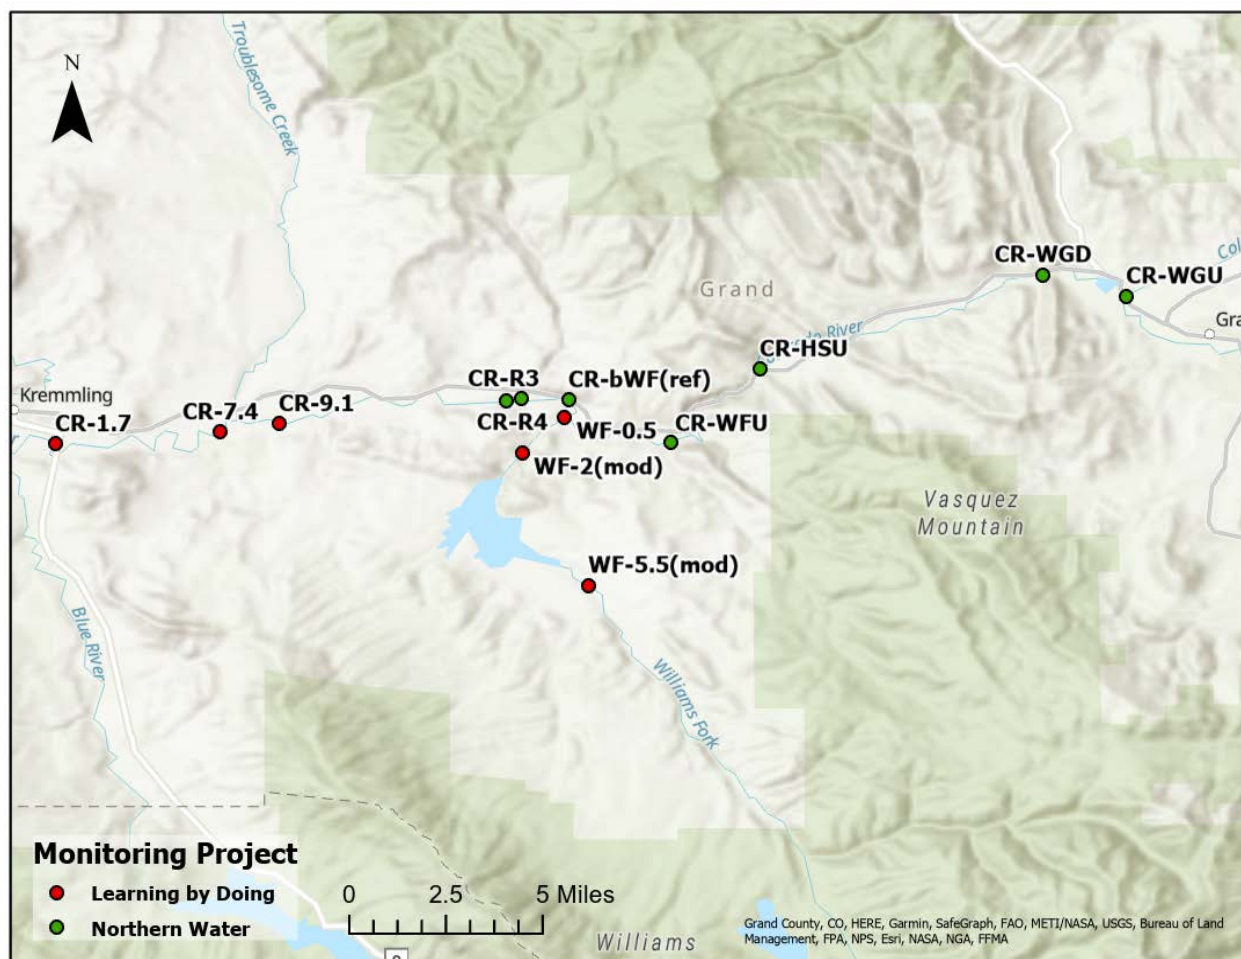 Troublesome Creek
N
CR-WGD
Col
CR-WGU
Grand
Gra
CR-HSU
River
CR-R3
CR-bWF(ref)
Kremmling
CR-7.4
CR-9.1
CR-1.7
CR-R4
WF-0.5
CR-WFU
WF-2(mod)
Vasquez
Mountain
WF-5.5(mod)
Blue River
Williams Fork
Monitoring Project
Learning by Doing
Northern Water
0 2.5 5 Miles
Williams
9
Grand County, CO, HERE, Garmin, SafeGraph, FAO, METI/NASA, USGS, Bureau of Land
Management, FPA, NPS, Esri, NASA, NGA, FFMA